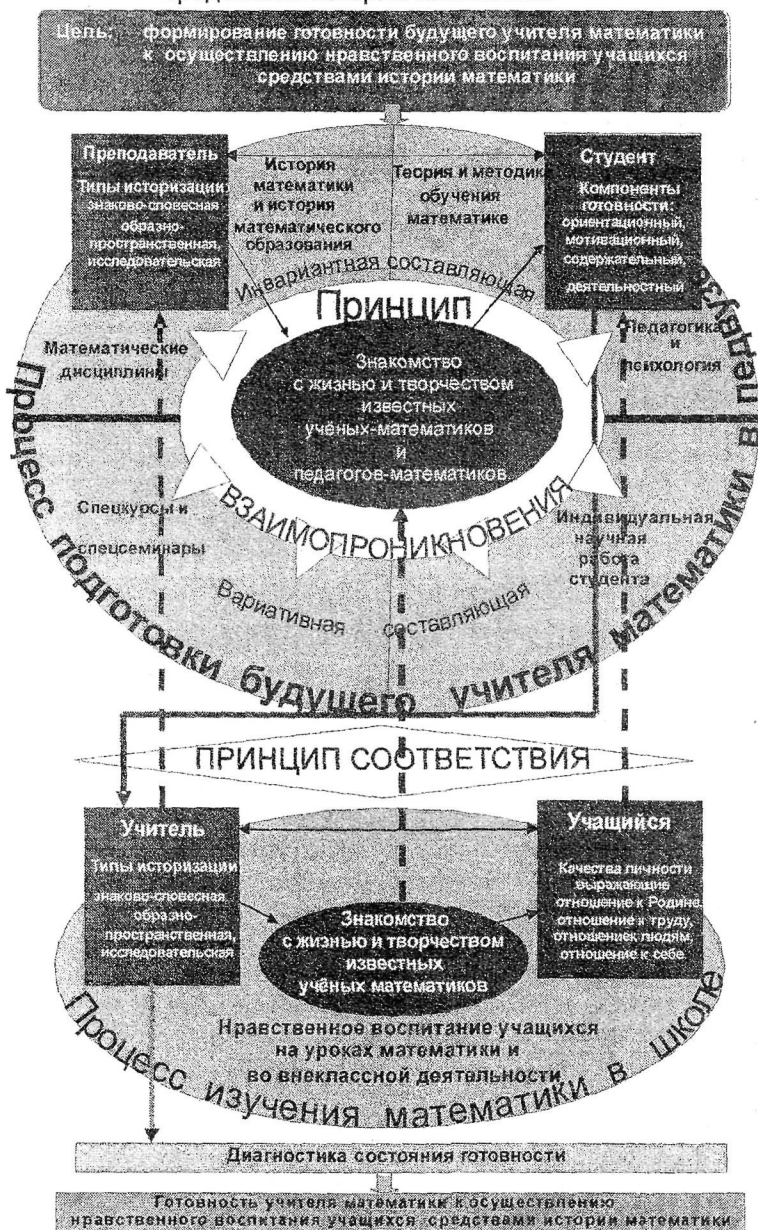 Цель: формирование готовности будущего учителя математики
к осуществлению нравственного воспитания учащихся
средствами истории математики
Преподаватель
Типы историзации:
знаково-словесная
образно-
пространственная,
исследовательская
История
математики
и история
математического
образования
Теория и методика
обучения
математике
Студент
Компоненты
готовности:
ориентационный,
мотивационный,
содержательный,
деятельностный
Инвариантная составляющая
Принцип
Математические
дисциплины
Знакомство
с жизнью и творчеством
известных
учёных-математиков
и
педагогов-математиков
Педагогика
и
психология
Спецкурсы и
спецсеминары
ВЗАИМОПРОНИКНОВЕНИЯ
Индивидуальная
научная
работа
студента
Вариативная составляющая
Процесс подготовки будущего учителя математики в педвузе
ПРИНЦИП СООТВЕТСТВИЯ
Учитель
Типы историзации
знаково-словесная
образно-
пространственная,
исследовательская
Учащийся
Качества личности
выражающие
отношение к Родине,
отношение к труду,
отношениек людям,
отношение к себе
Знакомство
с жизнью и творчеством
известных
учёных математиков
Нравственное воспитание учащихся
на уроках математики и
во внеклассной деятельности
Процесс изучения математики в школе
Диагностика состояния готовности
Готовность учителя математики к осуществлению
нравственного воспитания учащихся средствами истории математики